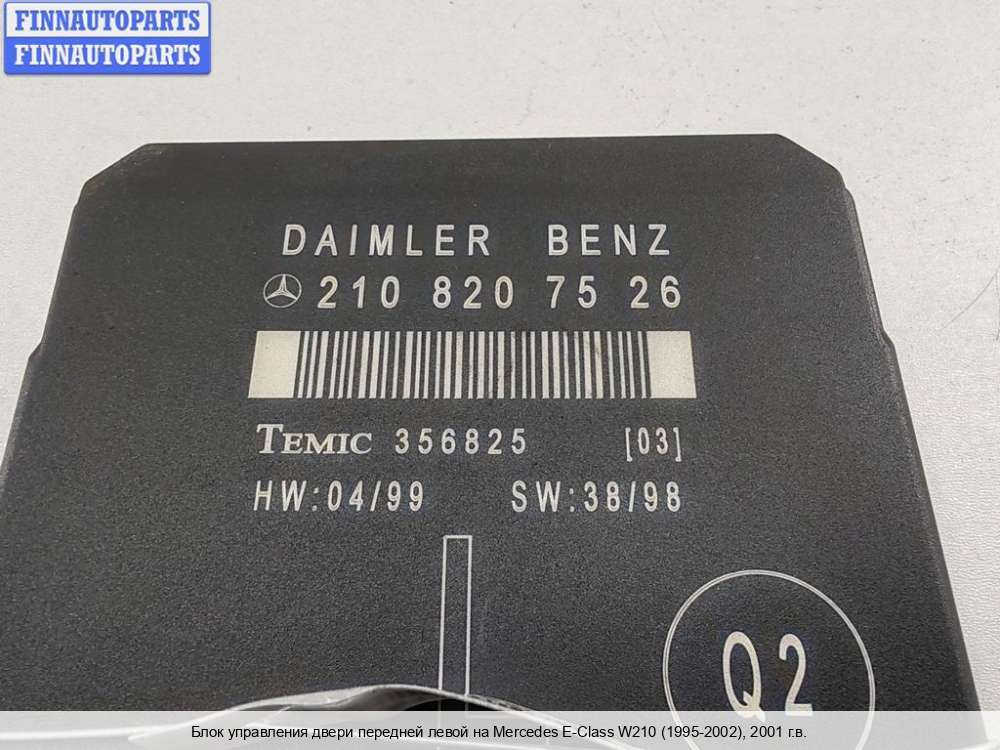 FINNAUTOPARTS
FINNAUTOPARTS
DAIMLER BENZ
210 820 75 26
TEMIC 356825 [03]
HW:04/99 SW:38/98
Q2
Блок управления двери передней левой на Mercedes E-Class W210 (1995-2002), 2001 г.в.